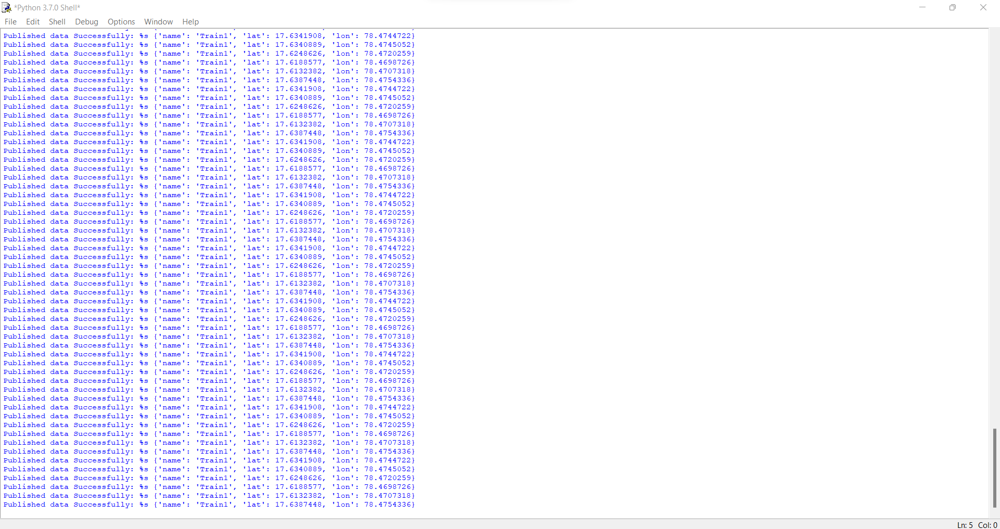 *Python 3.7.0 Shell*
File Edit Shell Debug Options Window Help
Published data Successfully: %s {'name': 'Train1', 'lat': 17.6341908, 'lon': 78.4744722}
Published data Successfully: %s {'name': 'Train1', 'lat': 17.6340889, 'lon': 78.4745052}
Published data Successfully: %s {'name': 'Train1', 'lat': 17.6248626, 'lon': 78.4720259}
Published data Successfully: %s {'name': 'Train1', 'lat': 17.6188577, 'lon': 78.4698726}
Published data Successfully: %s {'name': 'Train1', 'lat': 17.6132382, 'lon': 78.4707318}
Published data Successfully: %s {'name': 'Train1', 'lat': 17.6387448, 'lon': 78.4754336}
Published data Successfully: %s {'name': 'Train1', 'lat': 17.6341908, 'lon': 78.4744722}
Published data Successfully: %s {'name': 'Train1', 'lat': 17.6340889, 'lon': 78.4745052}
Published data Successfully: %s {'name': 'Train1', 'lat': 17.6248626, 'lon': 78.4720259}
Published data Successfully: %s {'name': 'Train1', 'lat': 17.6188577, 'lon': 78.4698726}
Published data Successfully: %s {'name': 'Train1', 'lat': 17.6132382, 'lon': 78.4707318}
Published data Successfully: %s {'name': 'Train1', 'lat': 17.6387448, 'lon': 78.4754336}
Published data Successfully: %s {'name': 'Train1', 'lat': 17.6341908, 'lon': 78.4744722}
Published data Successfully: %s {'name': 'Train1', 'lat': 17.6340889, 'lon': 78.4745052}
Published data Successfully: %s {'name': 'Train1', 'lat': 17.6248626, 'lon': 78.4720259}
Published data Successfully: %s {'name': 'Train1', 'lat': 17.6188577, 'lon': 78.4698726}
Published data Successfully: %s {'name': 'Train1', 'lat': 17.6132382, 'lon': 78.4707318}
Published data Successfully: %s {'name': 'Train1', 'lat': 17.6387448, 'lon': 78.4754336}
Published data Successfully: %s {'name': 'Train1', 'lat': 17.6341908, 'lon': 78.4744722}
Published data Successfully: %s {'name': 'Train1', 'lat': 17.6340889, 'lon': 78.4745052}
Published data Successfully: %s {'name': 'Train1', 'lat': 17.6248626, 'lon': 78.4720259}
Published data Successfully: %s {'name': 'Train1', 'lat': 17.6188577, 'lon': 78.4698726}
Published data Successfully: %s {'name': 'Train1', 'lat': 17.6132382, 'lon': 78.4707318}
Published data Successfully: %s {'name': 'Train1', 'lat': 17.6387448, 'lon': 78.4754336}
Published data Successfully: %s {'name': 'Train1', 'lat': 17.6341908, 'lon': 78.4744722}
Published data Successfully: %s {'name': 'Train1', 'lat': 17.6340889, 'lon': 78.4745052}
Published data Successfully: %s {'name': 'Train1', 'lat': 17.6248626, 'lon': 78.4720259}
Published data Successfully: %s {'name': 'Train1', 'lat': 17.6188577, 'lon': 78.4698726}
Published data Successfully: %s {'name': 'Train1', 'lat': 17.6132382, 'lon': 78.4707318}
Published data Successfully: %s {'name': 'Train1', 'lat': 17.6387448, 'lon': 78.4754336}
Published data Successfully: %s {'name': 'Train1', 'lat': 17.6341908, 'lon': 78.4744722}
Published data Successfully: %s {'name': 'Train1', 'lat': 17.6340889, 'lon': 78.4745052}
Published data Successfully: %s {'name': 'Train1', 'lat': 17.6248626, 'lon': 78.4720259}
Published data Successfully: %s {'name': 'Train1', 'lat': 17.6188577, 'lon': 78.4698726}
Published data Successfully: %s {'name': 'Train1', 'lat': 17.6132382, 'lon': 78.4707318}
Published data Successfully: %s {'name': 'Train1', 'lat': 17.6387448, 'lon': 78.4754336}
Published data Successfully: %s {'name': 'Train1', 'lat': 17.6341908, 'lon': 78.4744722}
Published data Successfully: %s {'name': 'Train1', 'lat': 17.6340889, 'lon': 78.4745052}
Published data Successfully: %s {'name': 'Train1', 'lat': 17.6248626, 'lon': 78.4720259}
Published data Successfully: %s {'name': 'Train1', 'lat': 17.6188577, 'lon': 78.4698726}
Published data Successfully: %s {'name': 'Train1', 'lat': 17.6132382, 'lon': 78.4707318}
Published data Successfully: %s {'name': 'Train1', 'lat': 17.6387448, 'lon': 78.4754336}
Published data Successfully: %s {'name': 'Train1', 'lat': 17.6341908, 'lon': 78.4744722}
Published data Successfully: %s {'name': 'Train1', 'lat': 17.6340889, 'lon': 78.4745052}
Published data Successfully: %s {'name': 'Train1', 'lat': 17.6248626, 'lon': 78.4720259}
Published data Successfully: %s {'name': 'Train1', 'lat': 17.6188577, 'lon': 78.4698726}
Published data Successfully: %s {'name': 'Train1', 'lat': 17.6132382, 'lon': 78.4707318}
Published data Successfully: %s {'name': 'Train1', 'lat': 17.6387448, 'lon': 78.4754336}
Published data Successfully: %s {'name': 'Train1', 'lat': 17.6341908, 'lon': 78.4744722}
Published data Successfully: %s {'name': 'Train1', 'lat': 17.6340889, 'lon': 78.4745052}
Published data Successfully: %s {'name': 'Train1', 'lat': 17.6248626, 'lon': 78.4720259}
Published data Successfully: %s {'name': 'Train1', 'lat': 17.6188577, 'lon': 78.4698726}
Published data Successfully: %s {'name': 'Train1', 'lat': 17.6132382, 'lon': 78.4707318}
Published data Successfully: %s {'name': 'Train1', 'lat': 17.6387448, 'lon': 78.4754336}
Ln: 5 Col: 0